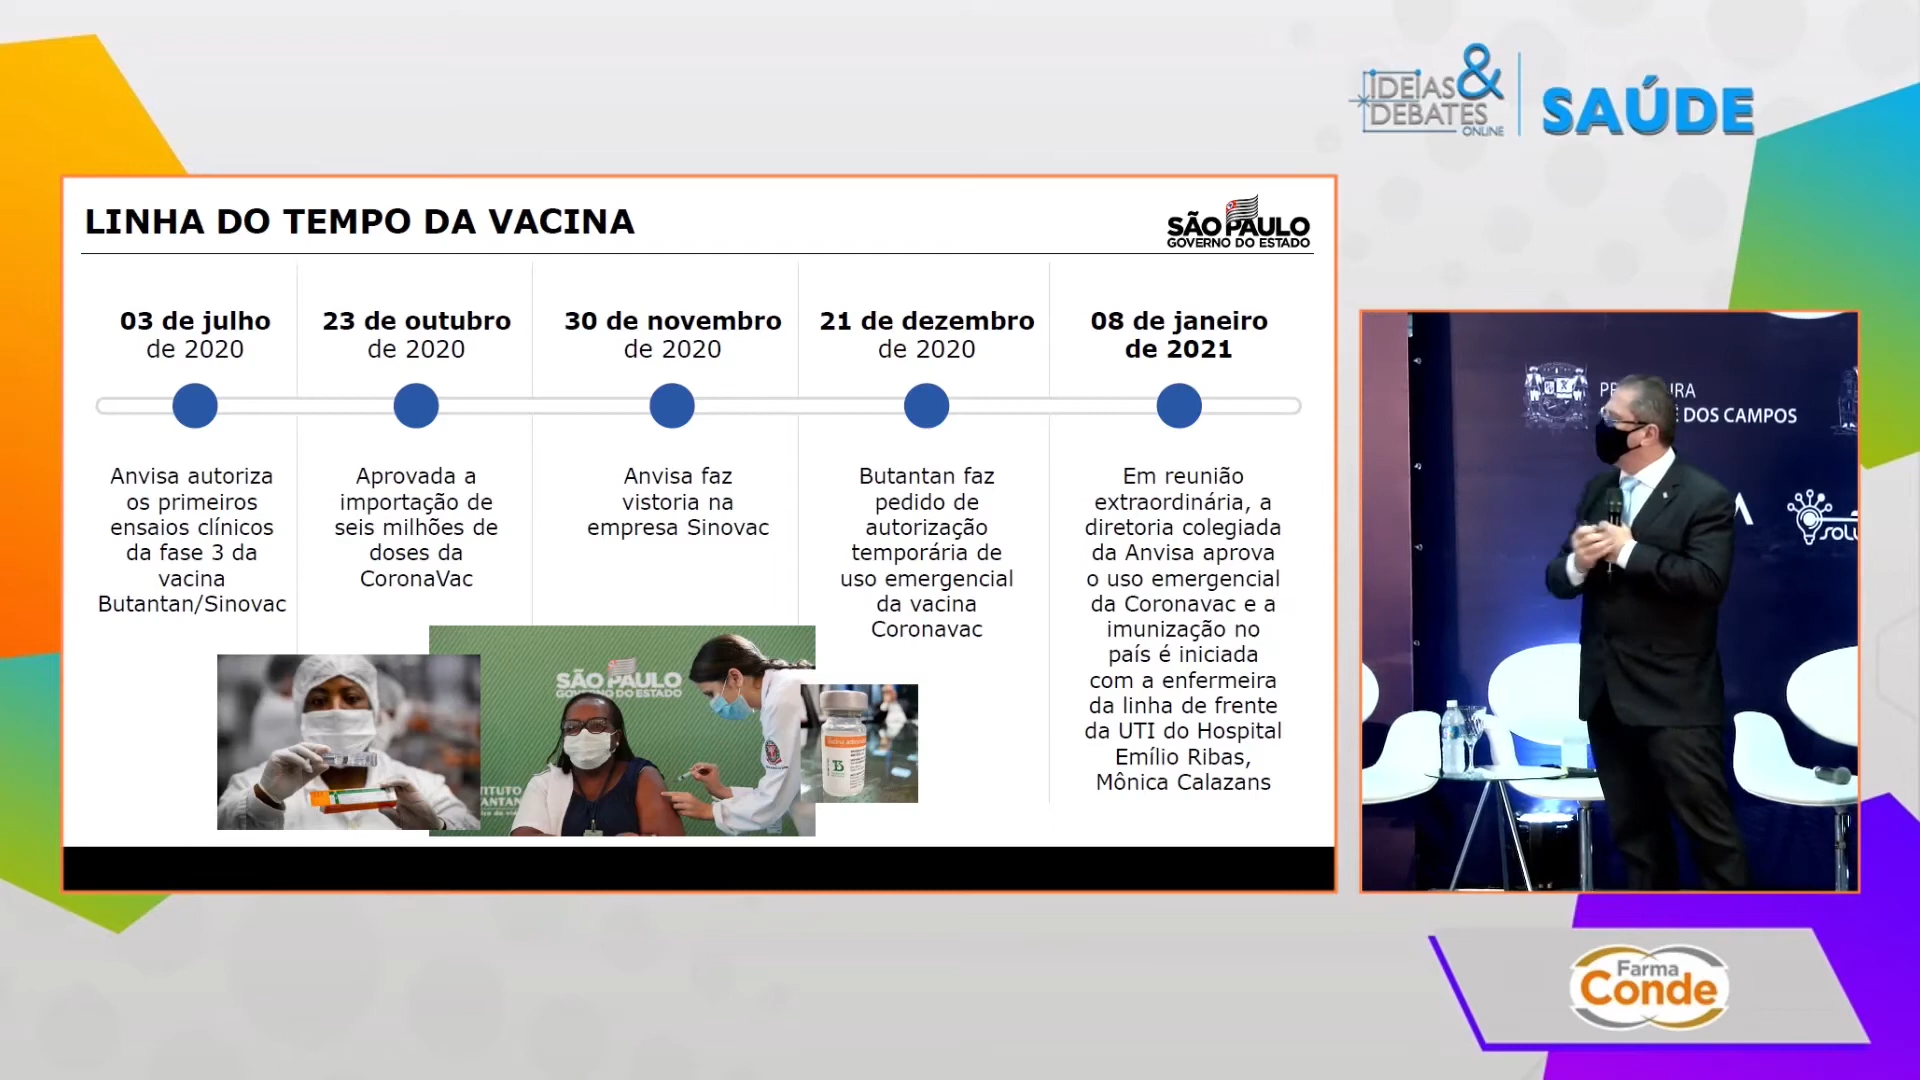 IDEIAS &
DEBATES
ONLINE
SAÚDE
LINHA DO TEMPO DA VACINA
SÃO PAULO
GOVERNO DO ESTADO
03 de julho
de 2020
Anvisa autoriza
os primeiros
ensaios clínicos
da fase 3 da
vacina
Butantan/Sinovac
23 de outubro
de 2020
Aprovada a
importação de
seis milhões de
doses da
CoronaVac
30 de novembro
de 2020
Anvisa faz
vistoria na
empresa Sinovac
21 de dezembro
de 2020
Butantan faz
pedido de
autorização
temporária de
uso emergencial
da vacina
Coronavac
08 de janeiro
de 2021
Em reunião
extraordinária, a
diretoria colegiada
da Anvisa aprova
o uso emergencial
da Coronavac e a
imunização no
país é iniciada
com a enfermeira
da linha de frente
da UTI do Hospital
Emílio Ribas,
Mônica Calazans
SÃO PAULO
GOVERNO DO ESTADO
DOS CAMPOS
Farma
Conde